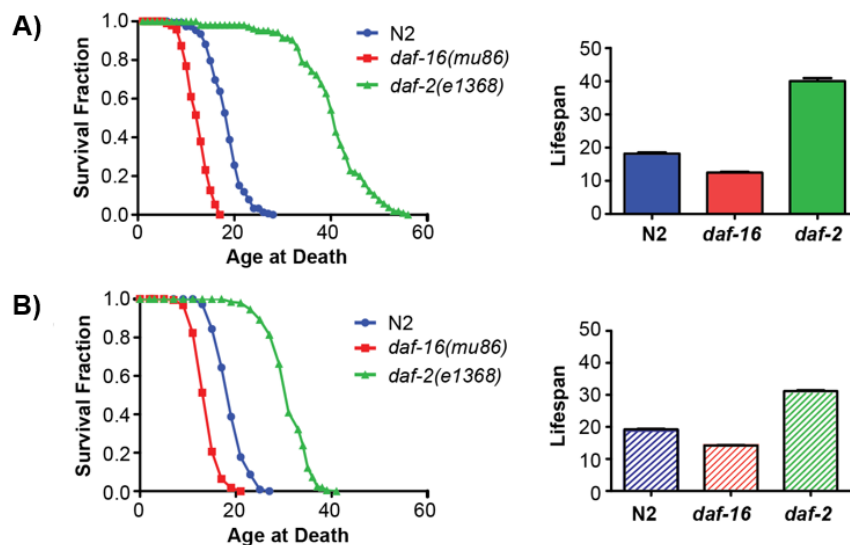 A)
Survival Fraction
1.0
0.8
0.6
0.4
0.2
0.0
0 20 40 60
Age at Death
N2
daf-16(mu86)
daf-2(e1368)
Lifespan
50
40
30
20
10
0
N2 daf-16 daf-2
B)
Survival Fraction
1.0
0.8
0.6
0.4
0.2
0.0
0 20 40 60
Age at Death
N2
daf-16(mu86)
daf-2(e1368)
Lifespan
50
40
30
20
10
0
N2 daf-16 daf-2